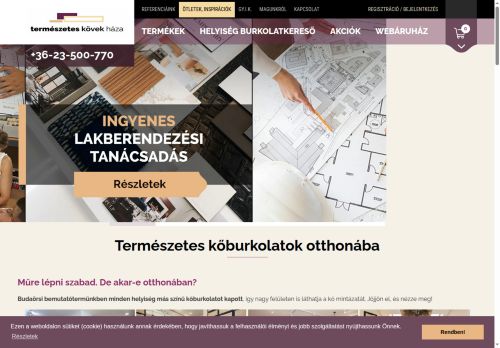 REFERENCIÁINK ÖTLETEK, INSPIRÁCIÓK GY.I.K. MAGUNKRÓL KAPCSOLAT REGISZTRÁCIÓ / BEJELENTKEZÉS
természetes kövek háza
TERMÉKEK HELYISÉG BURKOLATKERESŐ AKCIÓK WEBÁRUHÁZ 0
+36-23-500-770
INGYENES
LAKBERENDEZÉSI
TANÁCSADÁS
Részletek
Természetes kőburkolatok otthonába
Műre lépni szabad. De akar-e otthonában?
Budaörsi bemutatótermünkben minden helyiség más színű kőburkolatot kapott, így nagy felületen is láthatja a kő mintázatát. Jöjjön el, és nézze meg!
Ezen a weboldalon sütiket (cookie) használunk annak érdekében, hogy javíthassuk a felhasználói élményt és jobb szolgáltatást nyújthassunk Önnek.
Részletek
Rendben!